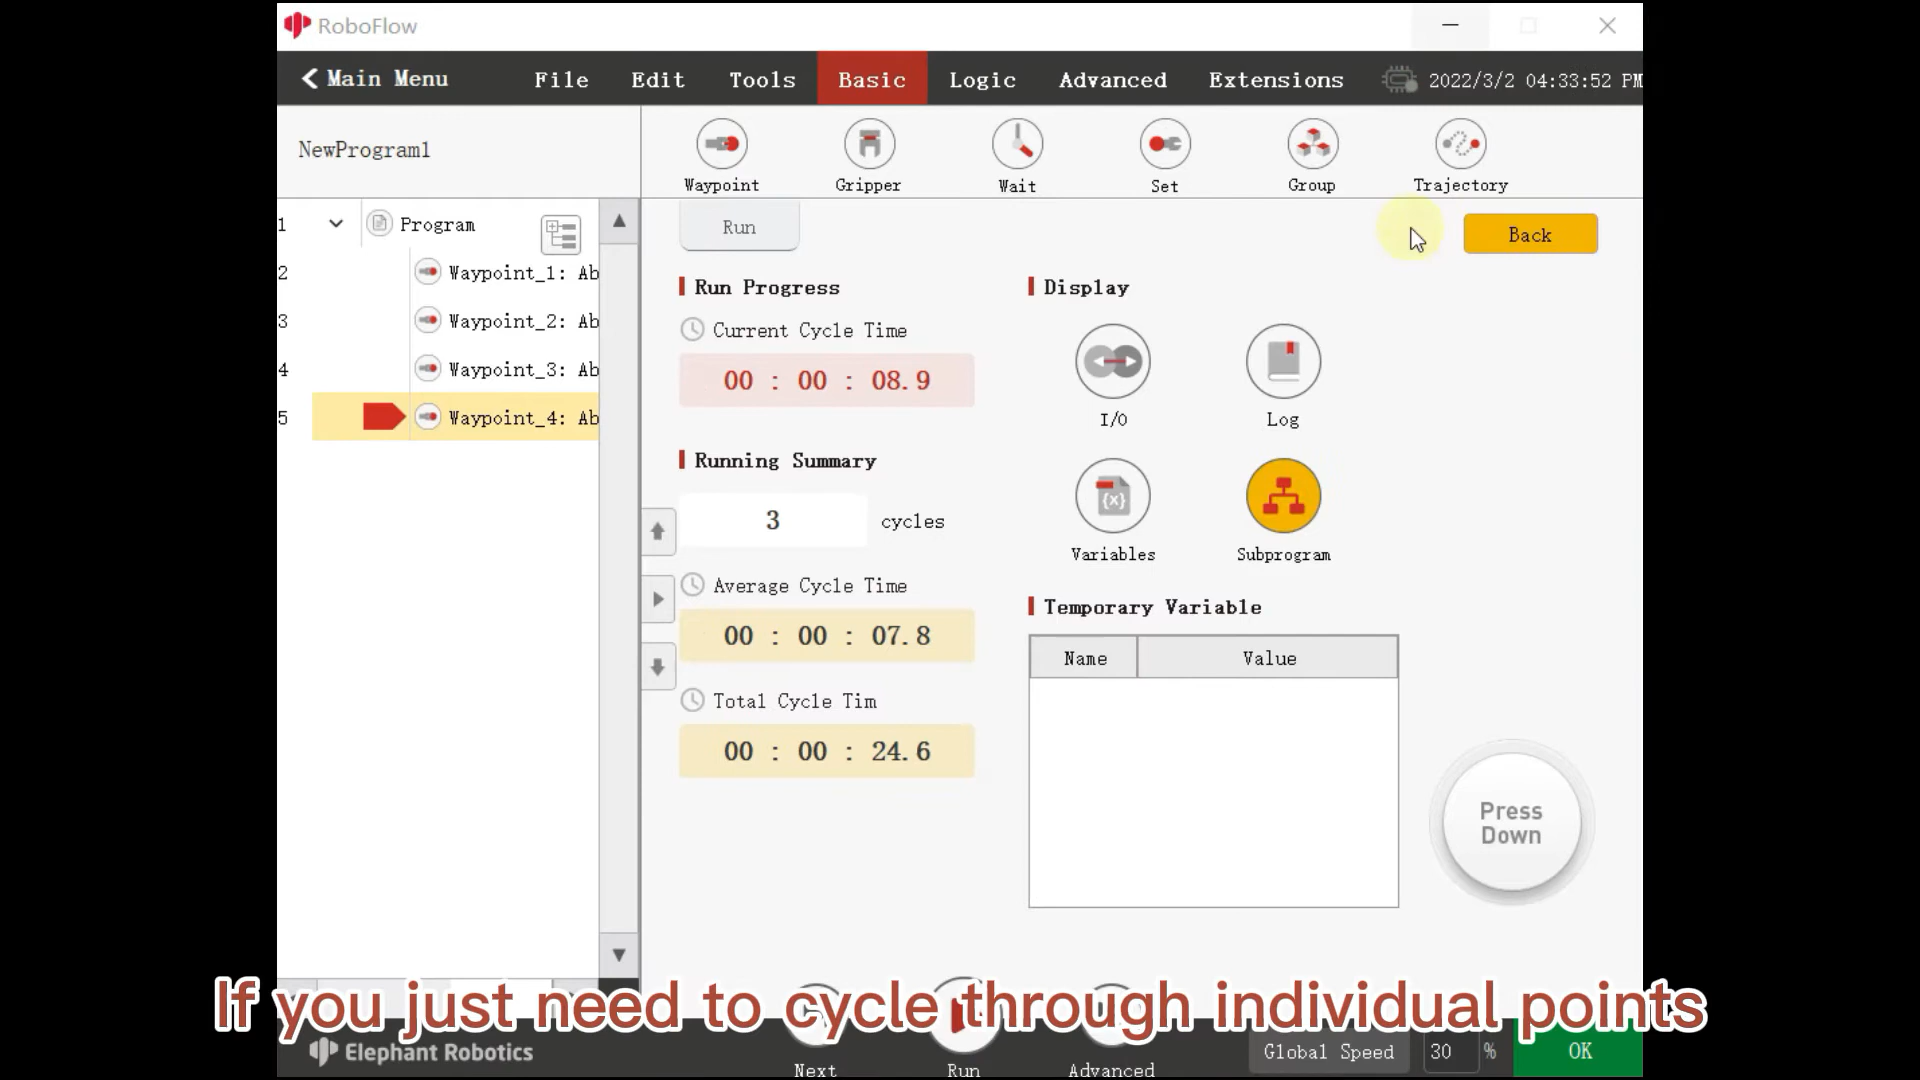 RoboFlow
Main Menu File Edit Tools Basic Logic Advanced Extensions 2022/3/2 04:33:52 PM
NewProgram1
Waypoint Gripper Wait Set Group Trajectory
1 Program
2 Waypoint_1: Ab
3 Waypoint_2: Ab
4 Waypoint_3: Ab
5 Waypoint_4: Ab
Run
Back
Run Progress
Current Cycle Time
00 : 00 : 08.9
Running Summary
3 cycles
Average Cycle Time
00 : 00 : 07.8
Total Cycle Tim
00 : 00 : 24.6
Display
I/O Log
{x}
Variables Subprogram
Temporary Variable
Name Value
Press
Down
If you just need to cycle through individual points
Elephant Robotics
Next Run Advanced
Global Speed 30 % OK